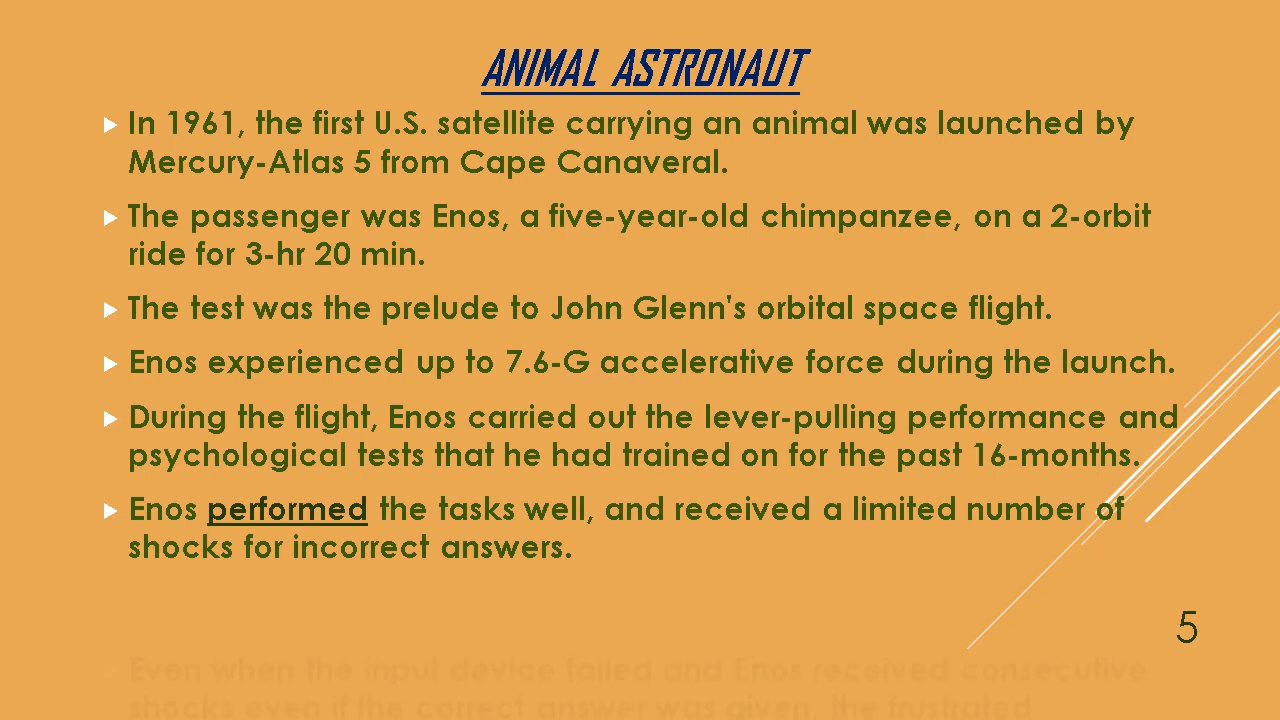 ANIMAL ASTRONAUT
In 1961, the first U.S. satellite carrying an animal was launched by
Mercury-Atlas 5 from Cape Canaveral.
The passenger was Enos, a five-year-old chimpanzee, on a 2-orbit
ride for 3-hr 20 min.
The test was the prelude to John Glenn's orbital space flight.
Enos experienced up to 7.6-G accelerative force during the launch.
During the flight, Enos carried out the lever-pulling performance and
psychological tests that he had trained on for the past 16-months.
Enos performed the tasks well, and received a limited number of
shocks for incorrect answers.
5
Even when the input device failed and Enos received consecutive
shocks even if the correct answer was given, the frustrated